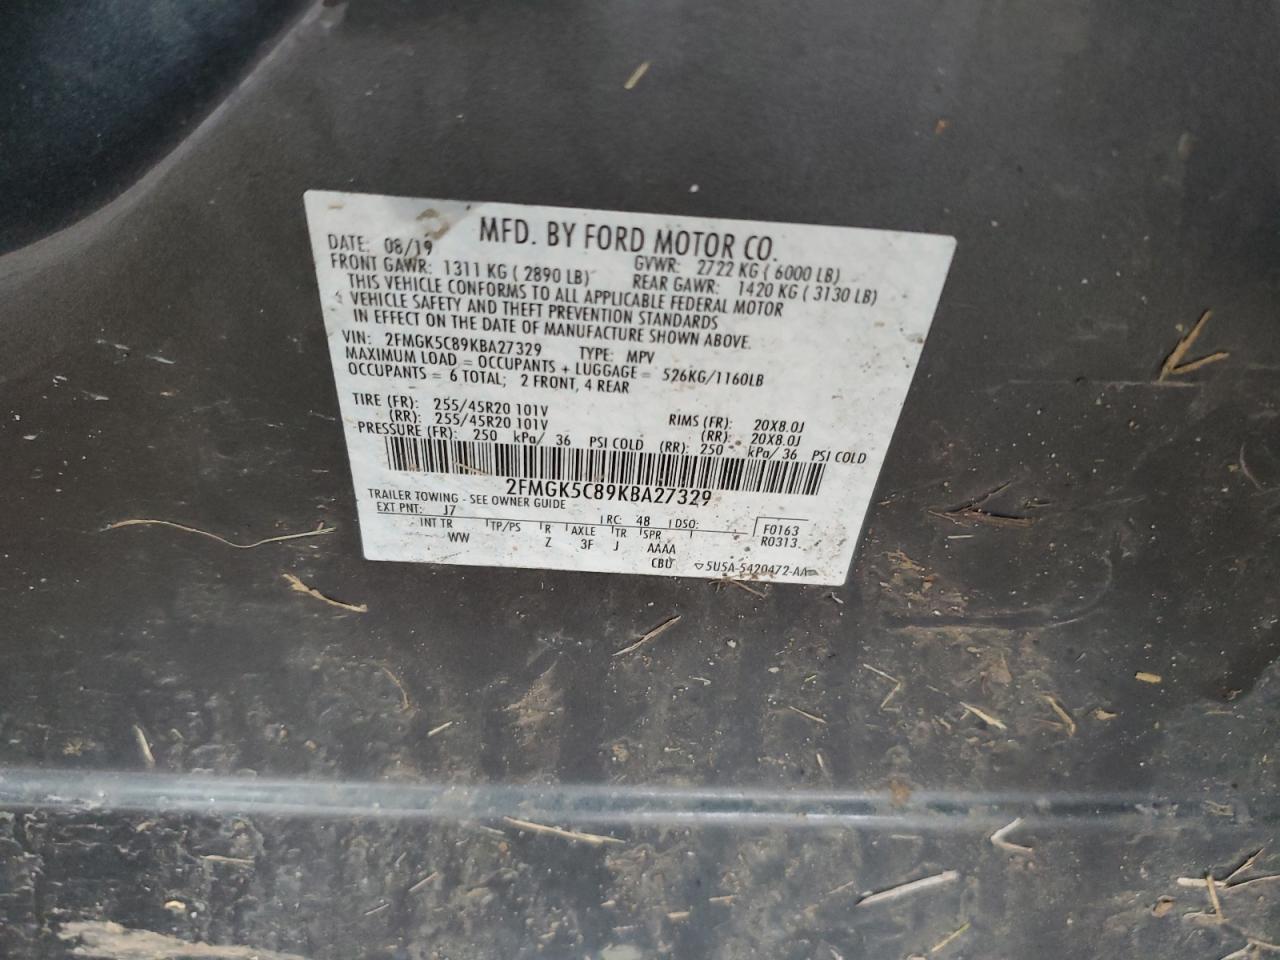 MFD. BY FORD MOTOR CO.
DATE: 08/19 GVWR: 2722 KG ( 6000 LB)
FRONT GAWR: 1311 KG ( 2890 LB) REAR GAWR: 1420 KG ( 3130 LB)
THIS VEHICLE CONFORMS TO ALL APPLICABLE FEDERAL MOTOR
VEHICLE SAFETY AND THEFT PREVENTION STANDARDS
IN EFFECT ON THE DATE OF MANUFACTURE SHOWN ABOVE.
VIN: 2FMGK5C89KBA27329 TYPE: MPV
MAXIMUM LOAD = OCCUPANTS + LUGGAGE = 526KG/1160LB
OCCUPANTS = 6 TOTAL; 2 FRONT, 4 REAR
TIRE (FR): 255/45R20 101V RIMS (FR): 20X8.0J
(RR): 255/45R20 101V (RR): 20X8.0J
PRESSURE (FR): 250 kPa/ 36 PSI COLD (RR): 250 kPa/ 36 PSI COLD
2FMGK5C89KBA27329
TRAILER TOWING - SEE OWNER GUIDE
EXT PNT: J7 RC: 48 DSO: F0163
INT TR TP/PS R AXLE TR SPR R0313
WW Z 3F J AAAA
CBU 5U5A-5420472-AA